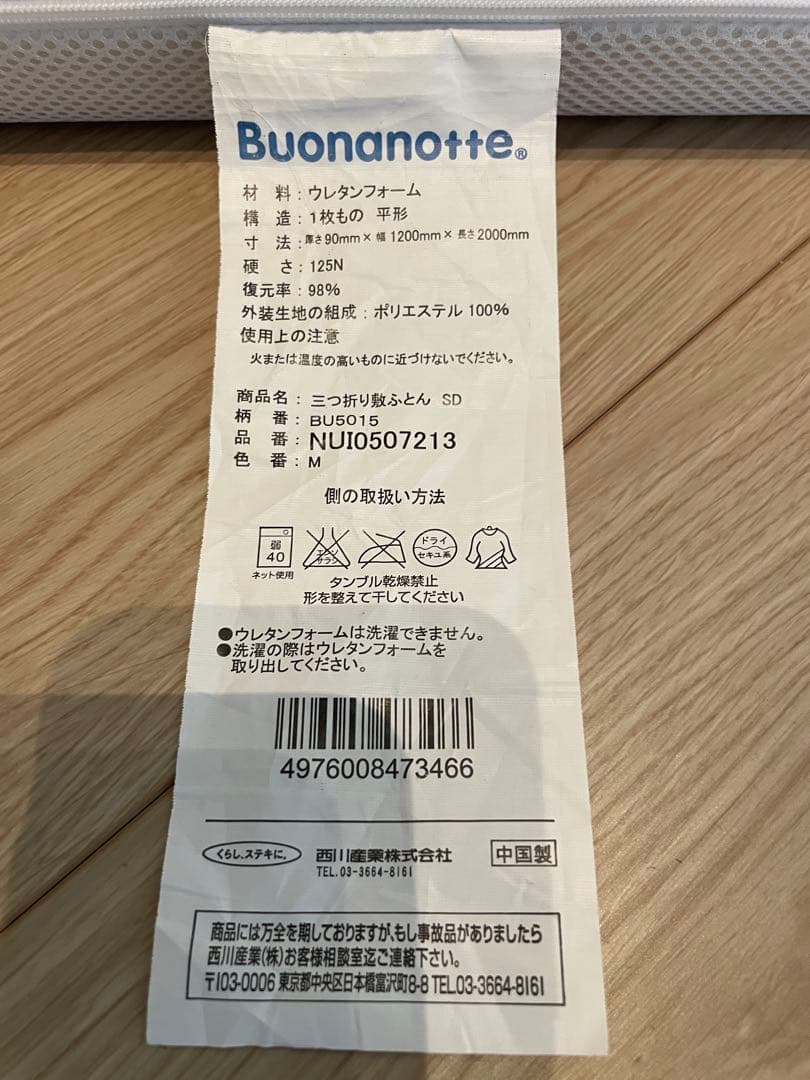 Buonanotte®
材 料：ウレタンフォーム
構 造：1枚もの 平形
寸 法：厚さ90mm×幅1200mm×長さ2000mm
硬 さ：125N
復元率：98%
外装生地の組成：ポリエステル 100%
使用上の注意
火または温度の高いものに近づけないでください。
商品名：三つ折り敷ふとん SD
柄 番：BU5015
品 番：NUI0507213
色 番：M
側の取扱い方法
弱 40 エンソ サラシ ドライ セキユ系
ネット使用
タンブル乾燥禁止
形を整えて干してください
●ウレタンフォームは洗濯できません。
●洗濯の際はウレタンフォームを
取り出してください。
4976008473466
くらし、ステキに。 西川産業株式会社 中国製
TEL.03-3664-8161
商品には万全を期しておりますが、もし事故品がありましたら
西川産業(株)お客様相談室迄ご連絡下さい。
〒103-0006 東京都中央区日本橋富沢町8-8 TEL.03-3664-8161